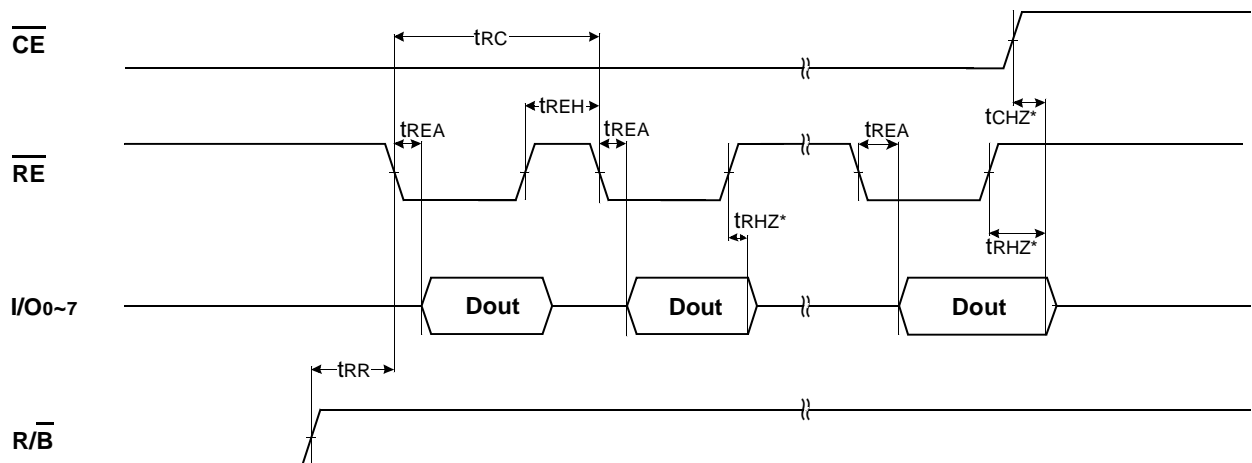 CE
tRC
tREH
tCHZ*
tREA
tREA
tREA
RE
tRHZ*
tRHZ*
I/O0~7
Dout
Dout
Dout
tRR
R/B